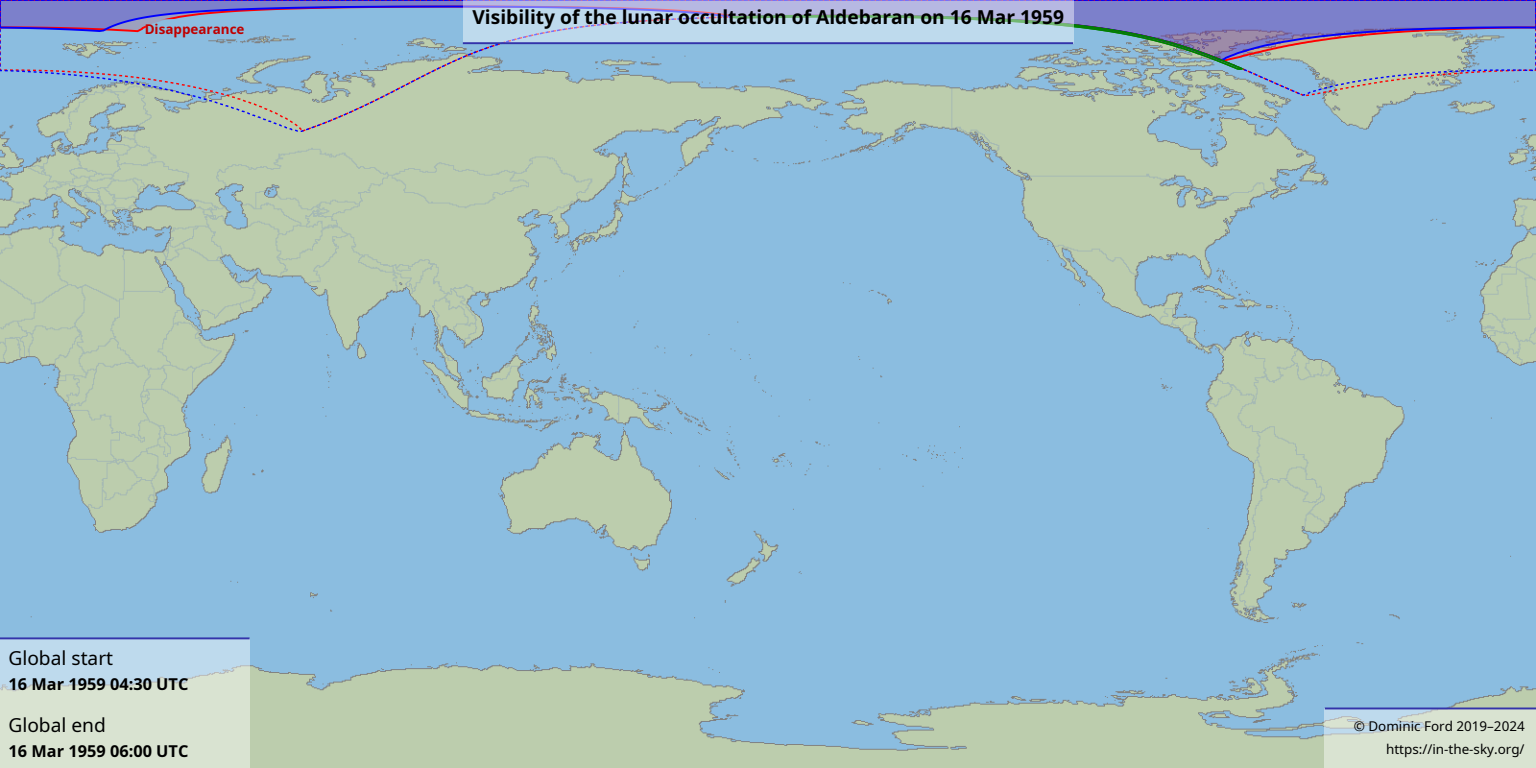 Visibility of the lunar occultation of Aldebaran on 16 Mar 1959
Disappearance
Global start
16 Mar 1959 04:30 UTC
Global end
16 Mar 1959 06:00 UTC
© Dominic Ford 2019–2024
https://in-the-sky.org/